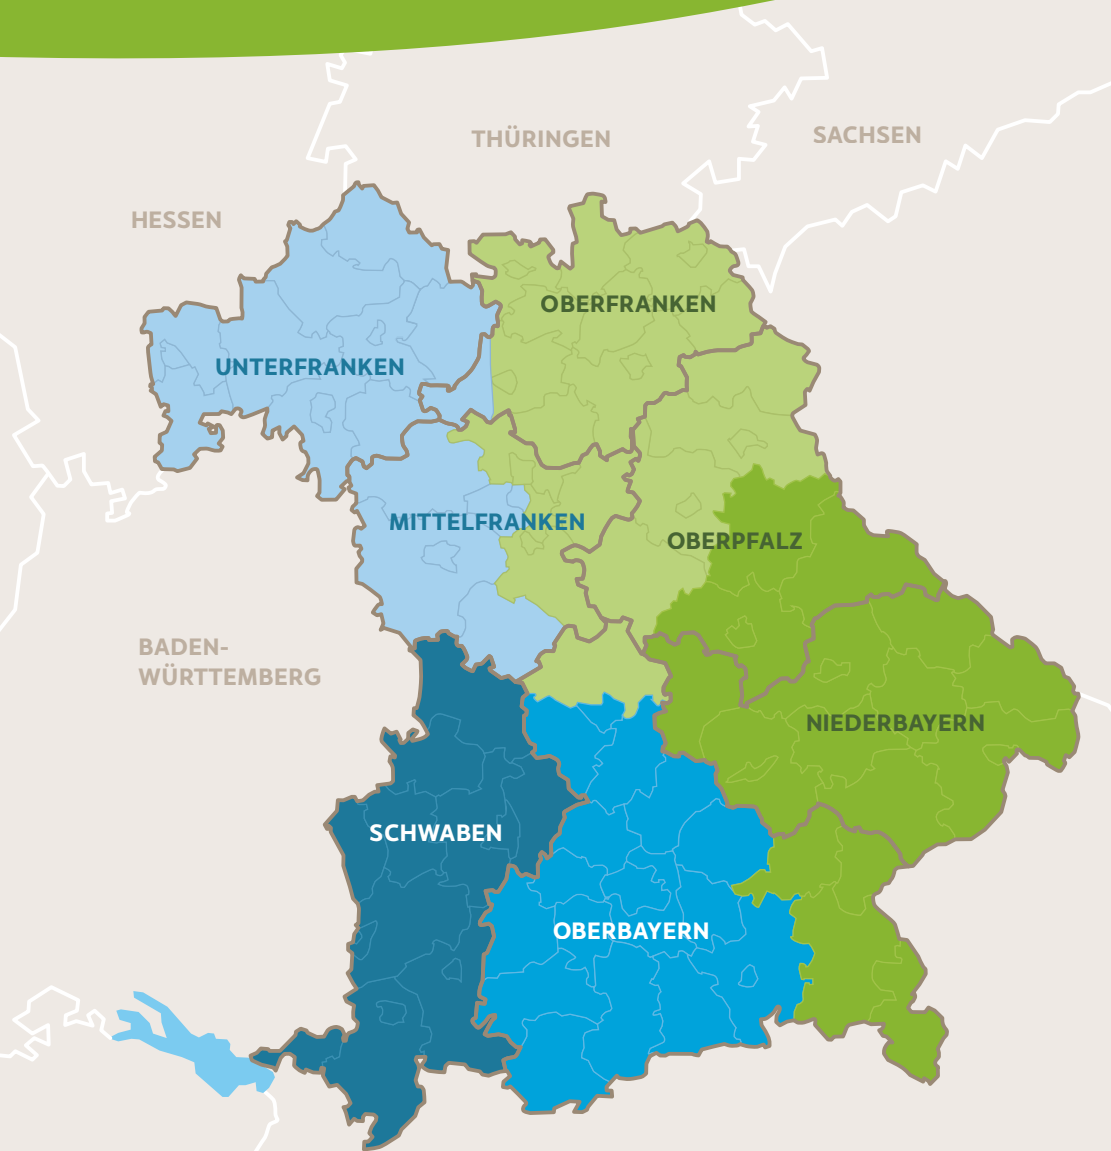 THÜRINGEN
SACHSEN
HESSEN
OBERFRANKEN
UNTERFRANKEN
MITTELFRANKEN
OBERPFALZ
BADEN-
WÜRTTEMBERG
NIEDERBAYERN
SCHWABEN
OBERBAYERN